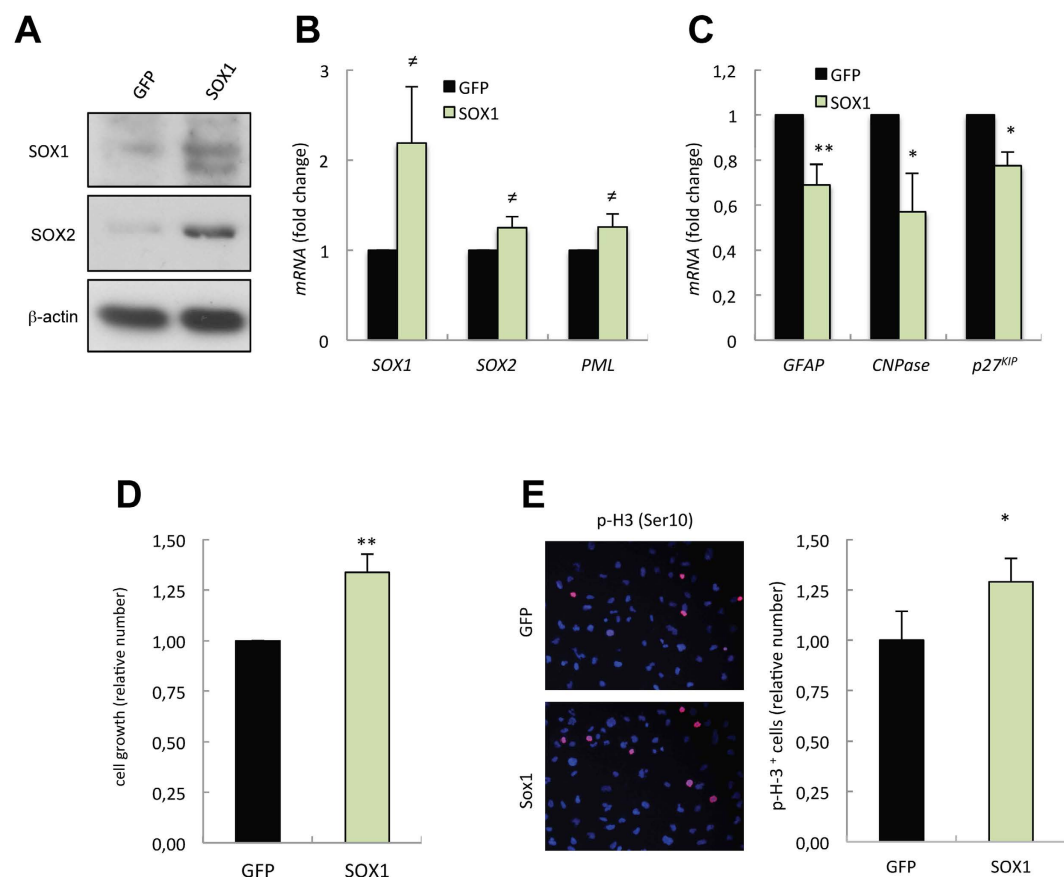 A
GFP SOX1
SOX1
SOX2
β-actin
B
mRNA (fold change)
3
2
1
0
≠
≠
≠
GFP
SOX1
SOX1 SOX2 PML
C
mRNA (fold change)
1,2
1
0,8
0,6
0,4
0,2
0
GFP
SOX1
**
*
*
GFAP CNPase p27KIP
D
cell growth (relative number)
1,50
1,25
1,00
0,75
0,50
0,25
0,00
**
GFP SOX1
E
p-H3 (Ser10)
GFP
Sox1
p-H-3 + cells (relative number)
1,50
1,25
1,00
0,75
0,50
0,25
0,00
*
GFP SOX1